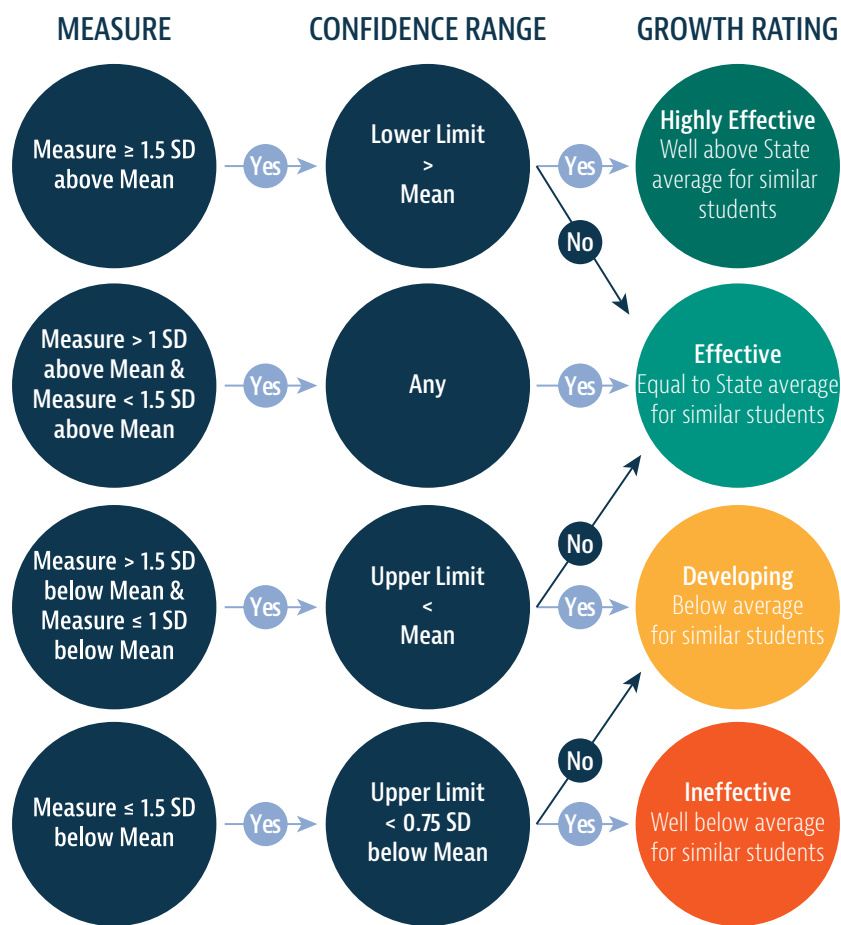 MEASURE
CONFIDENCE RANGE
GROWTH RATING
Measure ≥ 1.5 SD
above Mean
Yes
Lower Limit
>
Mean
Yes
No
Highly Effective
Well above State
average for similar
students
Measure > 1 SD
above Mean &
Measure < 1.5 SD
above Mean
Yes
Any
Yes
Effective
Equal to State average
for similar students
Measure > 1.5 SD
below Mean &
Measure ≤ 1 SD
below Mean
Yes
Upper Limit
<
Mean
No
Yes
Developing
Below average
for similar students
Measure ≤ 1.5 SD
below Mean
Yes
Upper Limit
< 0.75 SD
below Mean
No
Yes
Ineffective
Well below average
for similar students